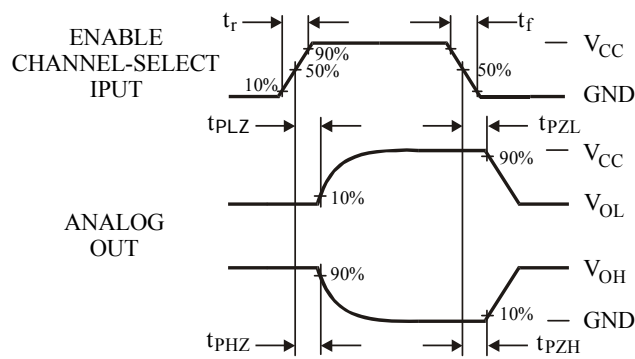 ENABLE
CHANNEL-SELECT
IPUT
tr
tf
90%
50%
10%
50%
VCC
GND
tPLZ
tPZL
VCC
90%
10%
VOL
ANALOG
OUT
VOH
90%
10%
GND
tPHZ
tPZH